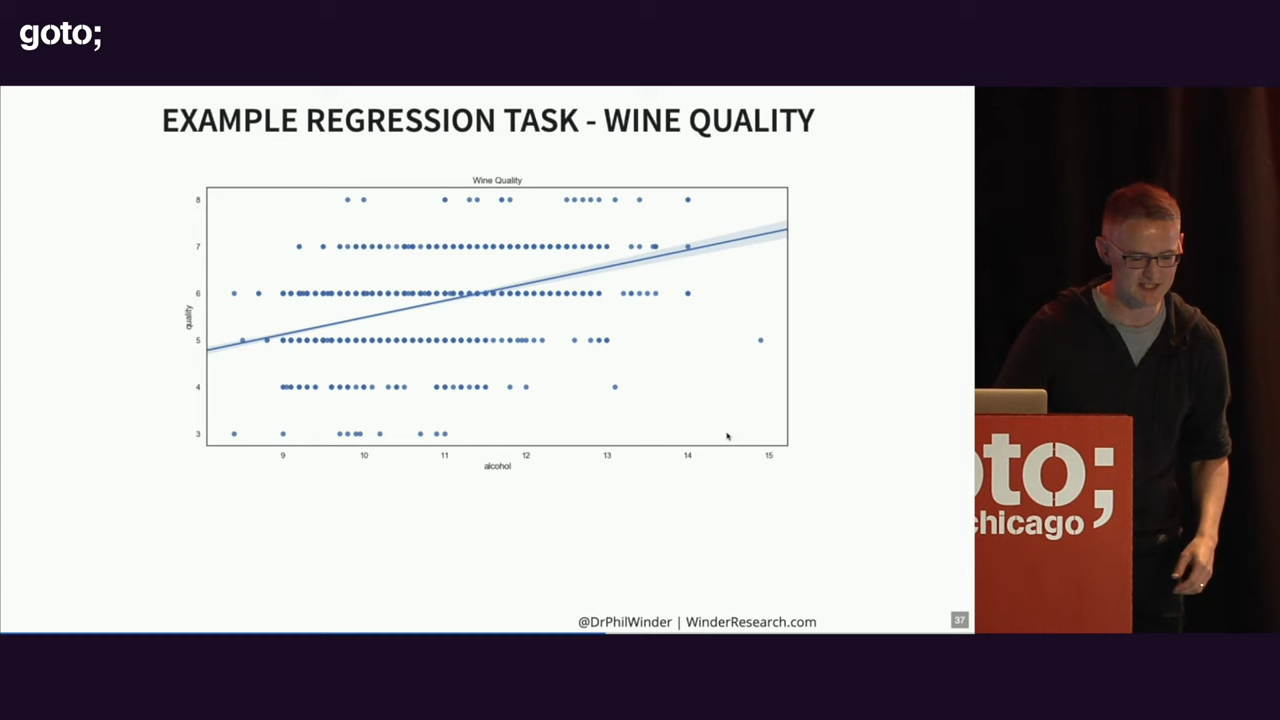 goto;
EXAMPLE REGRESSION TASK - WINE QUALITY
Wine Quality
8
7
6
5
4
3
quality
9 10 11 12 13 14 15
alcohol
@DrPhilWinder | WinderResearch.com
37
oto;
chicago